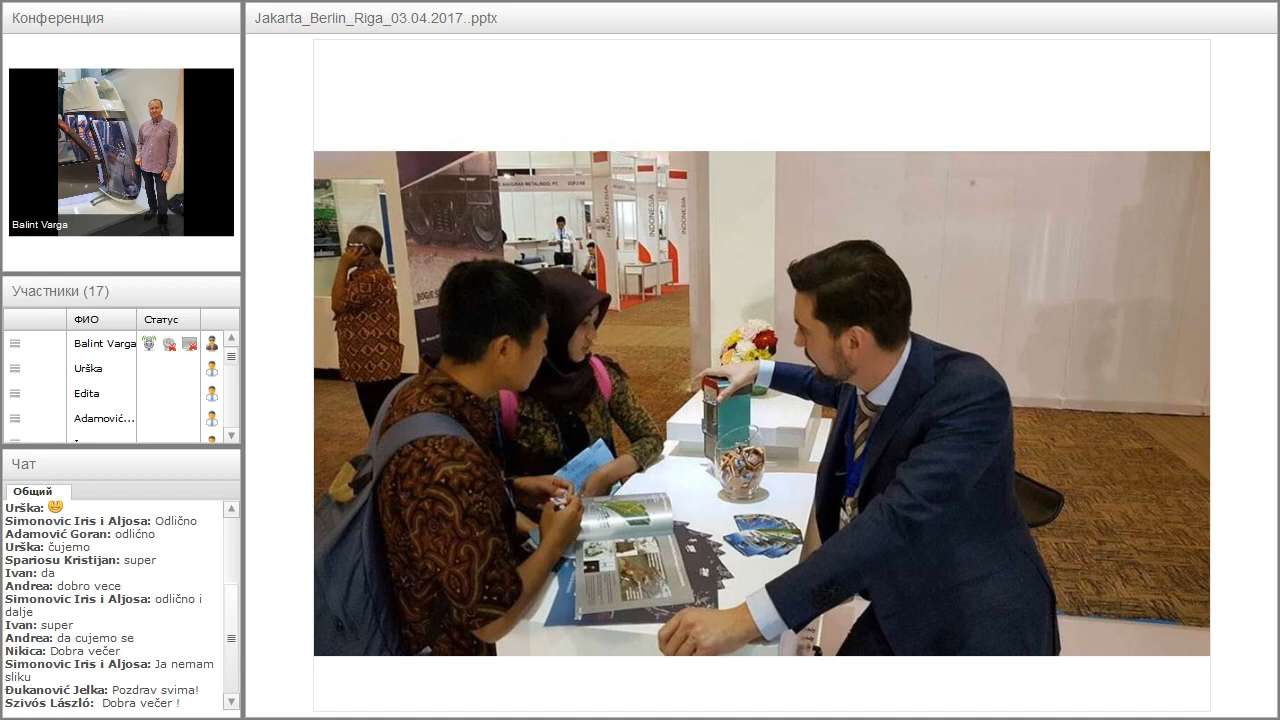 Конференция
Balint Varga
Участники (17)
ФИО
Статус
Balint Varga
Urška
Edita
Adamović...
Чат
Общий
Urška:
Simonovic Iris i Aljosa: Odlično
Adamović Goran: odlično
Urška: čujemo
Spariosu Kristijan: super
Ivan: da
Andrea: dobro vece
Simonovic Iris i Aljosa: odlično i
dalje
Ivan: super
Andrea: da cujemo se
Nikica: Dobra večer
Simonovic Iris i Aljosa: Ja nemam
sliku
Đukanović Jelka: Pozdrav svima!
Szivós László: Dobra večer !
Jakarta_Berlin_Riga_03.04.2017..pptx
INDONESIA
INDONESIA
INDONESIA